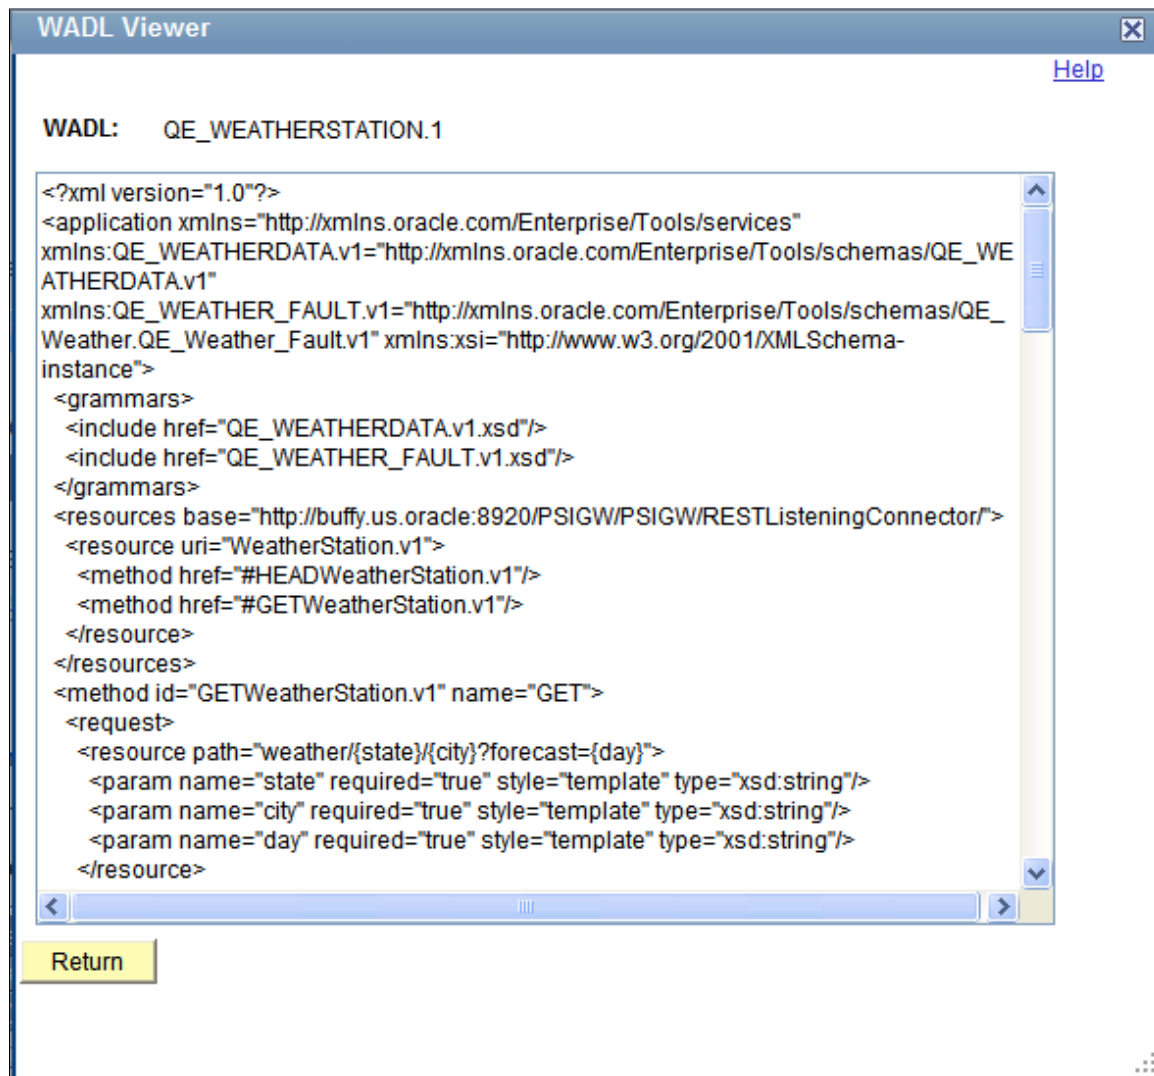 WADL Viewer
Help
WADL: QE_WEATHERSTATION.1
<?xml version="1.0"?>
<application xmlns="http://xmlns.oracle.com/Enterprise/Tools/services"
xmlns:QE_WEATHERDATA.v1="http://xmlns.oracle.com/Enterprise/Tools/schemas/QE_WE
ATHERDATA.v1"
xmlns:QE_WEATHER_FAULT.v1="http://xmlns.oracle.com/Enterprise/Tools/schemas/QE_
Weather.QE_Weather_Fault.v1" xmlns:xsi="http://www.w3.org/2001/XMLSchema-
instance">
<grammars>
<include href="QE_WEATHERDATA.v1.xsd"/>
<include href="QE_WEATHER_FAULT.v1.xsd"/>
</grammars>
<resources base="http://buffy.us.oracle:8920/PSIGW/PSIGW/RESTListeningConnector/">
<resource uri="WeatherStation.v1">
<method href="#HEADWeatherStation.v1"/>
<method href="#GETWeatherStation.v1"/>
</resource>
</resources>
<method id="GETWeatherStation.v1" name="GET">
<request>
<resource path="weather/{state}/{city}?forecast={day}">
<param name="state" required="true" style="template" type="xsd:string"/>
<param name="city" required="true" style="template" type="xsd:string"/>
<param name="day" required="true" style="template" type="xsd:string"/>
</resource>
Return